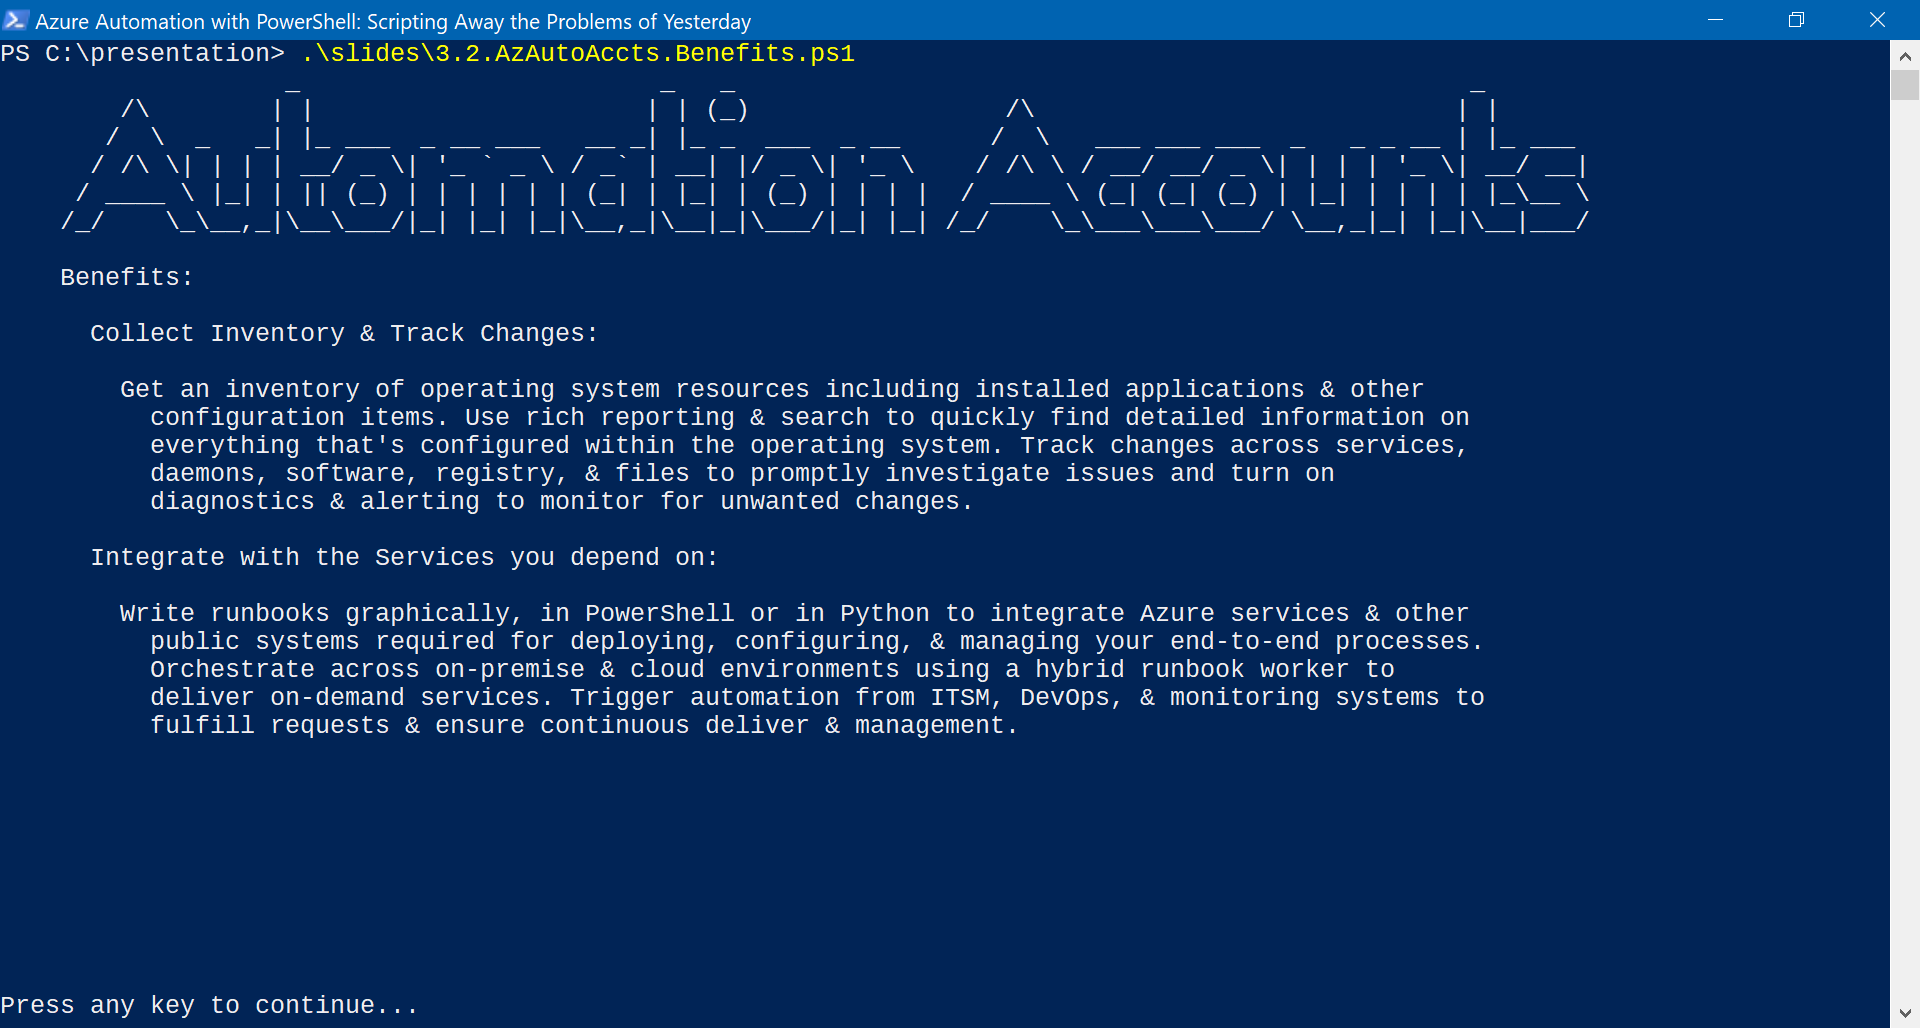 Azure Automation with PowerShell: Scripting Away the Problems of Yesterday
PS C:\presentation> .\slides\3.2.AzAutoAccts.Benefits.ps1
Automation Accounts
Benefits:
Collect Inventory & Track Changes:
Get an inventory of operating system resources including installed applications & other
configuration items. Use rich reporting & search to quickly find detailed information on
everything that's configured within the operating system. Track changes across services,
daemons, software, registry, & files to promptly investigate issues and turn on
diagnostics & alerting to monitor for unwanted changes.
Integrate with the Services you depend on:
Write runbooks graphically, in PowerShell or in Python to integrate Azure services & other
public systems required for deploying, configuring, & managing your end-to-end processes.
Orchestrate across on-premise & cloud environments using a hybrid runbook worker to
deliver on-demand services. Trigger automation from ITSM, DevOps, & monitoring systems to
fulfill requests & ensure continuous deliver & management.
Press any key to continue...